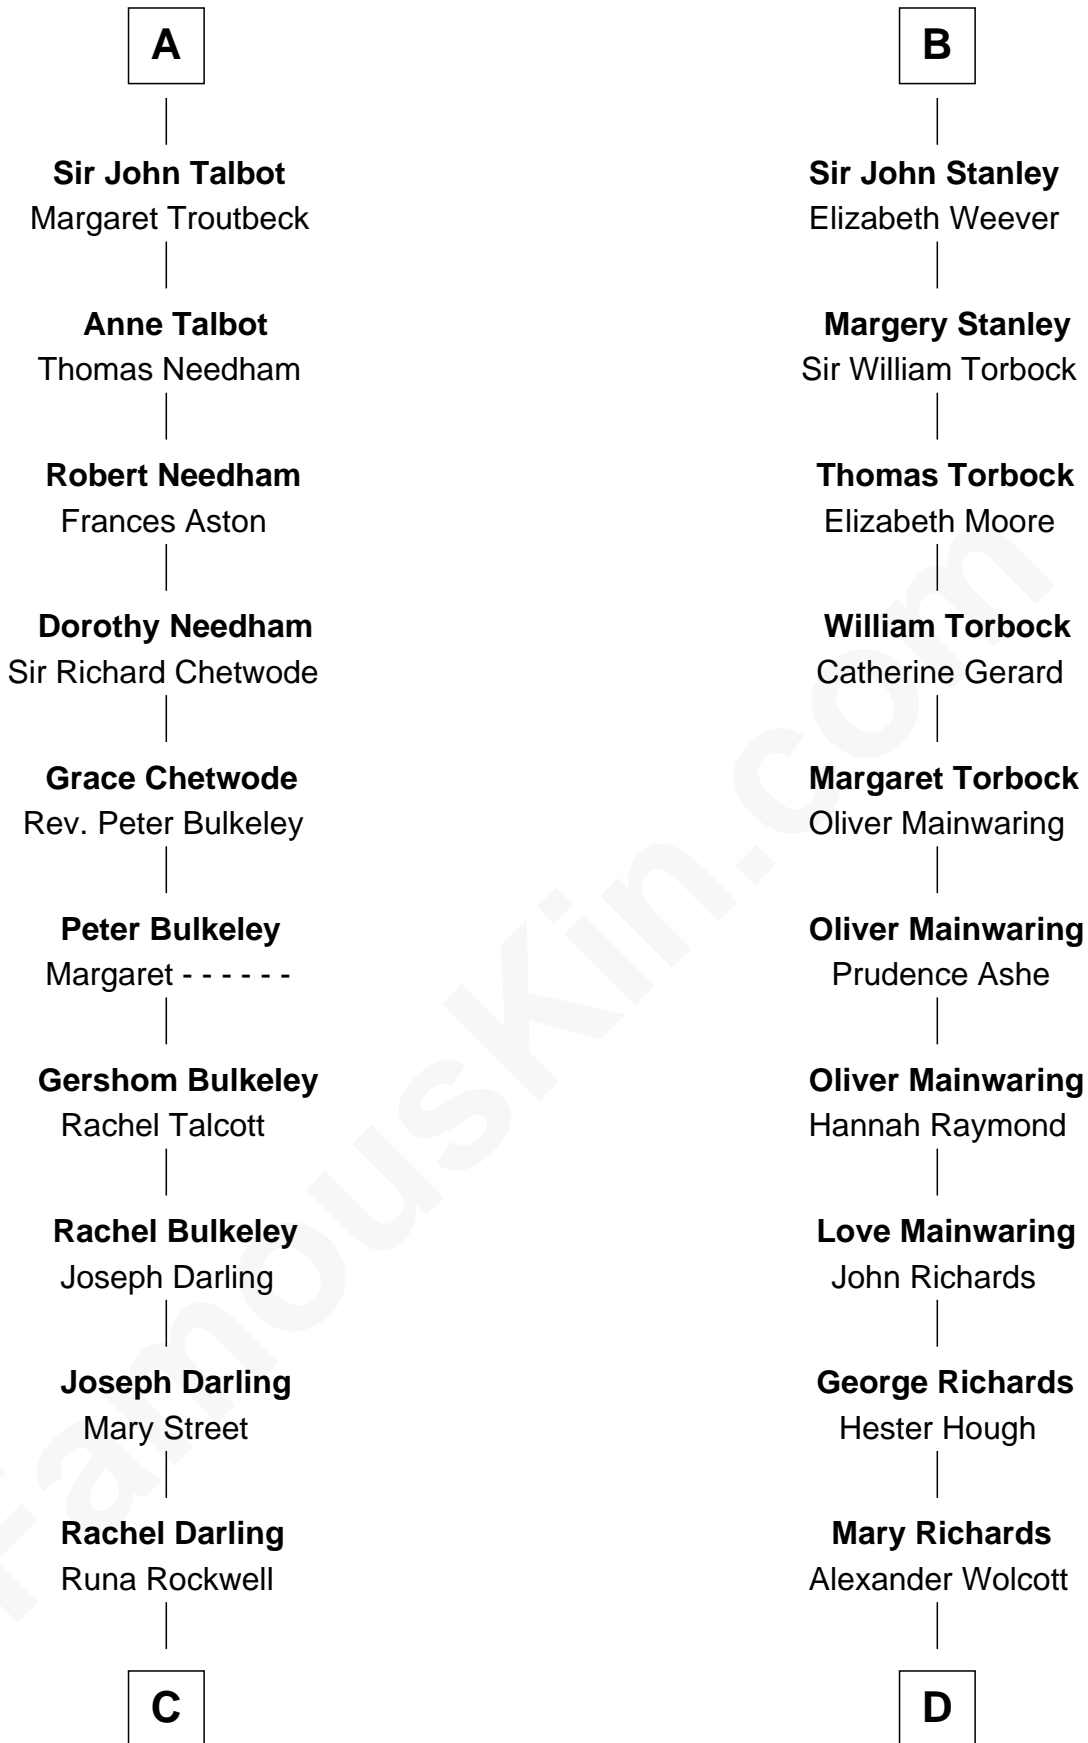 A
Sir John Talbot
Margaret Troutbeck
Anne Talbot
Thomas Needham
Robert Needham
Frances Aston
Dorothy Needham
Sir Richard Chetwode
Grace Chetwode
Rev. Peter Bulkeley
Peter Bulkeley
Margaret - - - - - -
Gershom Bulkeley
Rachel Talcott
Rachel Bulkeley
Joseph Darling
Joseph Darling
Mary Street
Rachel Darling
Runa Rockwell
C
B
Sir John Stanley
Elizabeth Weever
Margery Stanley
Sir William Torbock
Thomas Torbock
Elizabeth Moore
William Torbock
Catherine Gerard
Margaret Torbock
Oliver Mainwaring
Oliver Mainwaring
Prudence Ashe
Oliver Mainwaring
Hannah Raymond
Love Mainwaring
John Richards
George Richards
Hester Hough
Mary Richards
Alexander Wolcott
D
FamousKin.com